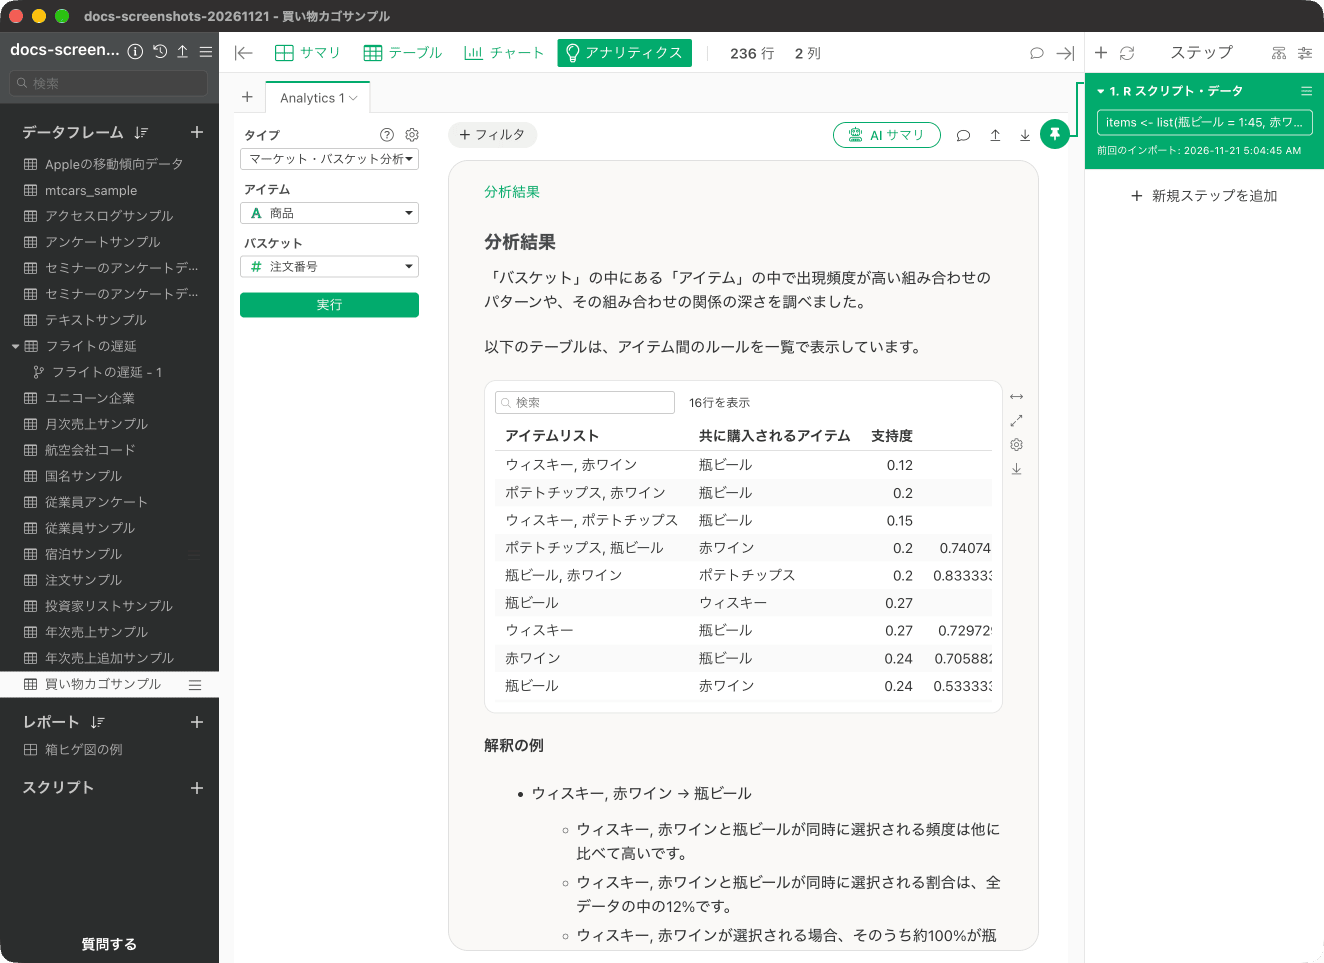 docs-screenshots-20261121 - 買い物カゴサンプル
docs-screen...
検索
データフレーム
Appleの移動傾向データ
mtcars_sample
アクセスログサンプル
アンケートサンプル
セミナーのアンケートデ…
セミナーのアンケートデ…
テキストサンプル
フライトの遅延
フライトの遅延 - 1
ユニコーン企業
月次売上サンプル
航空会社コード
国名サンプル
従業員アンケート
従業員サンプル
宿泊サンプル
注文サンプル
投資家リストサンプル
年次売上サンプル
年次売上追加サンプル
買い物カゴサンプル
レポート
箱ヒゲ図の例
スクリプト
質問する
サマリ テーブル チャート アナリティクス 236 行 2 列
Analytics 1
タイプ
マーケット・バスケット分析
アイテム
A 商品
バスケット
# 注文番号
実行
+ フィルタ
AI サマリ
分析結果
分析結果
「バスケット」の中にある「アイテム」の中で出現頻度が高い組み合わせの
パターンや、その組み合わせの関係の深さを調べました。
以下のテーブルは、アイテム間のルールを一覧で表示しています。
検索 16行を表示
アイテムリスト 共に購入されるアイテム 支持度
ウィスキー, 赤ワイン 瓶ビール 0.12
ポテトチップス, 赤ワイン 瓶ビール 0.2
ウィスキー, ポテトチップス 瓶ビール 0.15
ポテトチップス, 瓶ビール 赤ワイン 0.2 0.74074
瓶ビール, 赤ワイン ポテトチップス 0.2 0.833333
瓶ビール ウィスキー 0.27
ウィスキー 瓶ビール 0.27 0.729729
赤ワイン 瓶ビール 0.24 0.705882
瓶ビール 赤ワイン 0.24 0.533333
解釈の例
• ウィスキー, 赤ワイン → 瓶ビール
○ ウィスキー, 赤ワインと瓶ビールが同時に選択される頻度は他に
比べて高いです。
○ ウィスキー, 赤ワインと瓶ビールが同時に選択される割合は、全
データの中の12%です。
○ ウィスキー, 赤ワインが選択される場合、そのうち約100%が瓶
ステップ
1. R スクリプト・データ
items <- list(瓶ビール = 1:45, 赤ワ...
前回のインポート: 2026-11-21 5:04:45 AM
+ 新規ステップを追加